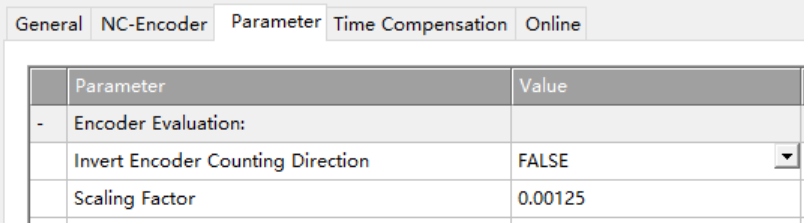 General NC-Encoder Parameter Time Compensation Online
Parameter Value
- Encoder Evaluation:
Invert Encoder Counting Direction FALSE
Scaling Factor 0.00125